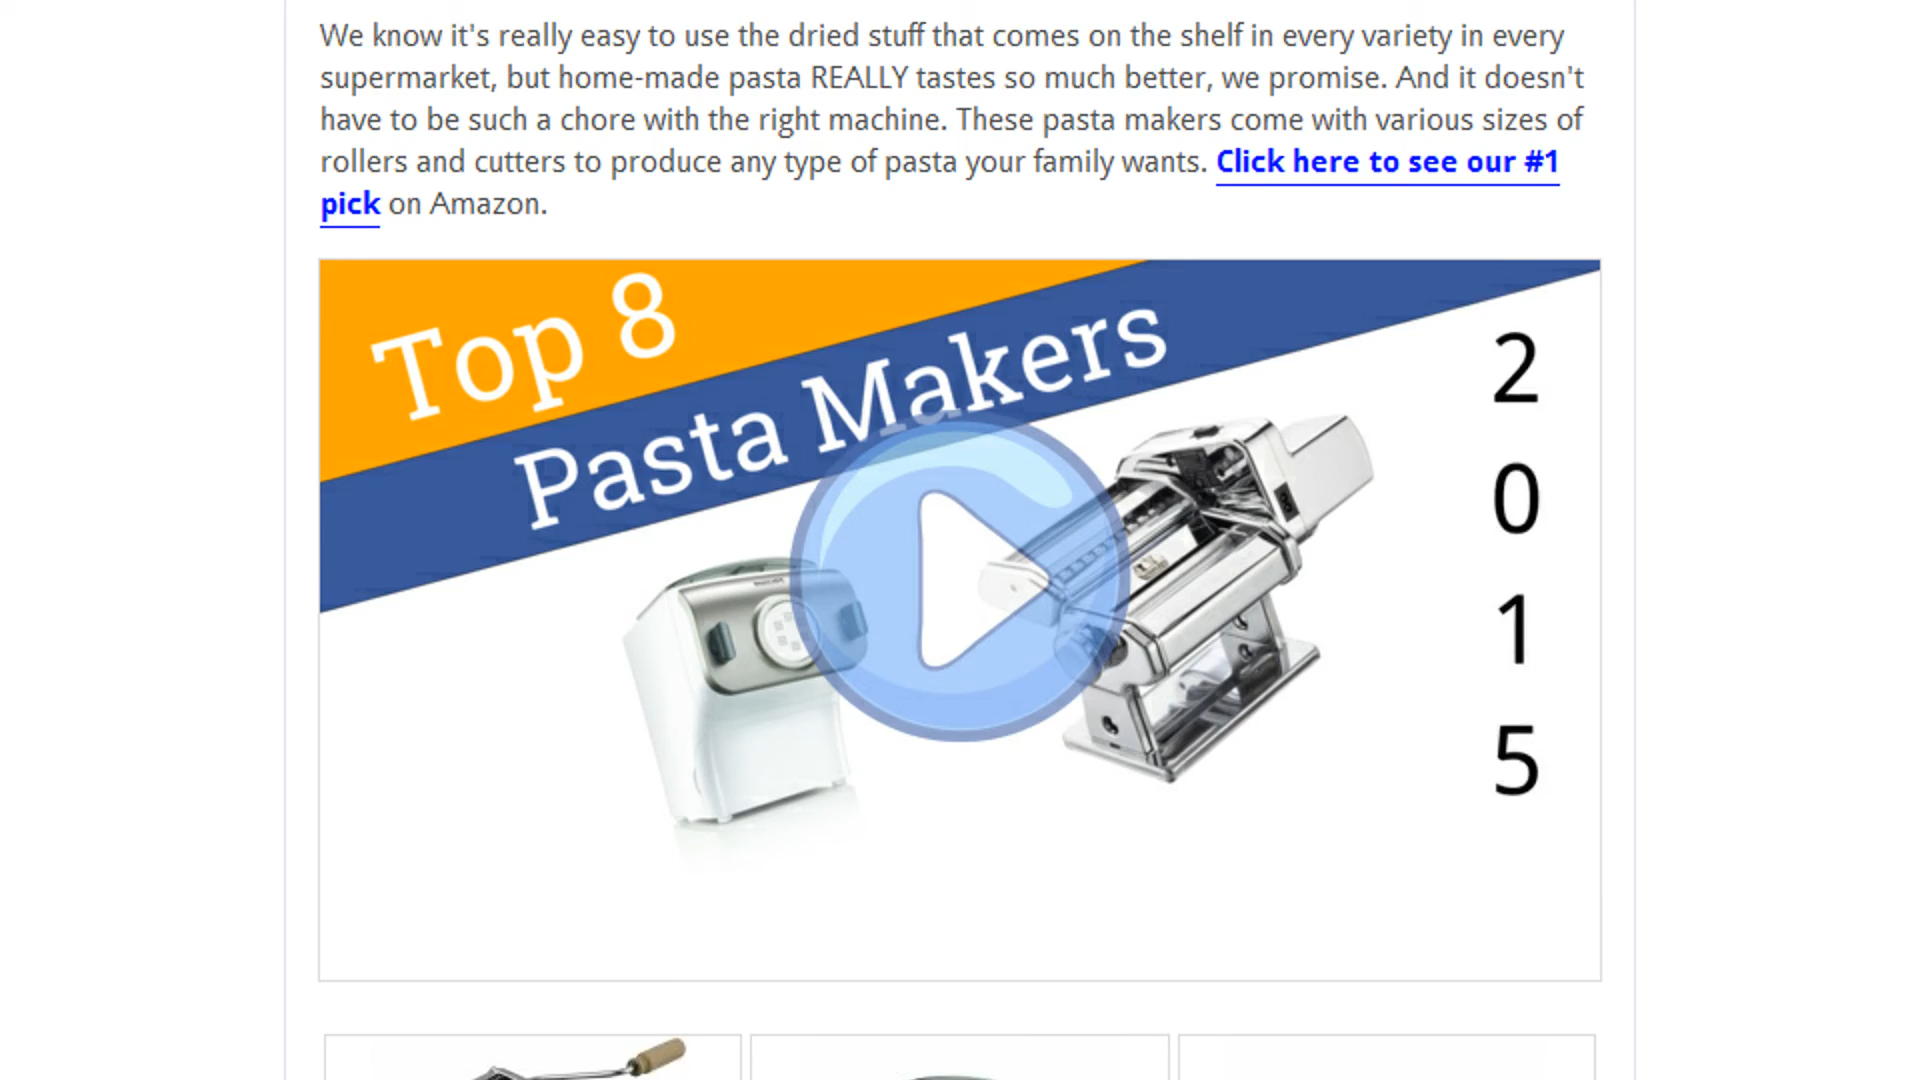 We know it's really easy to use the dried stuff that comes on the shelf in every variety in every
supermarket, but home-made pasta REALLY tastes so much better, we promise. And it doesn't
have to be such a chore with the right machine. These pasta makers come with various sizes of
rollers and cutters to produce any type of pasta your family wants. Click here to see our #1
pick on Amazon.
Top 8
Pasta Makers
2
0
1
5